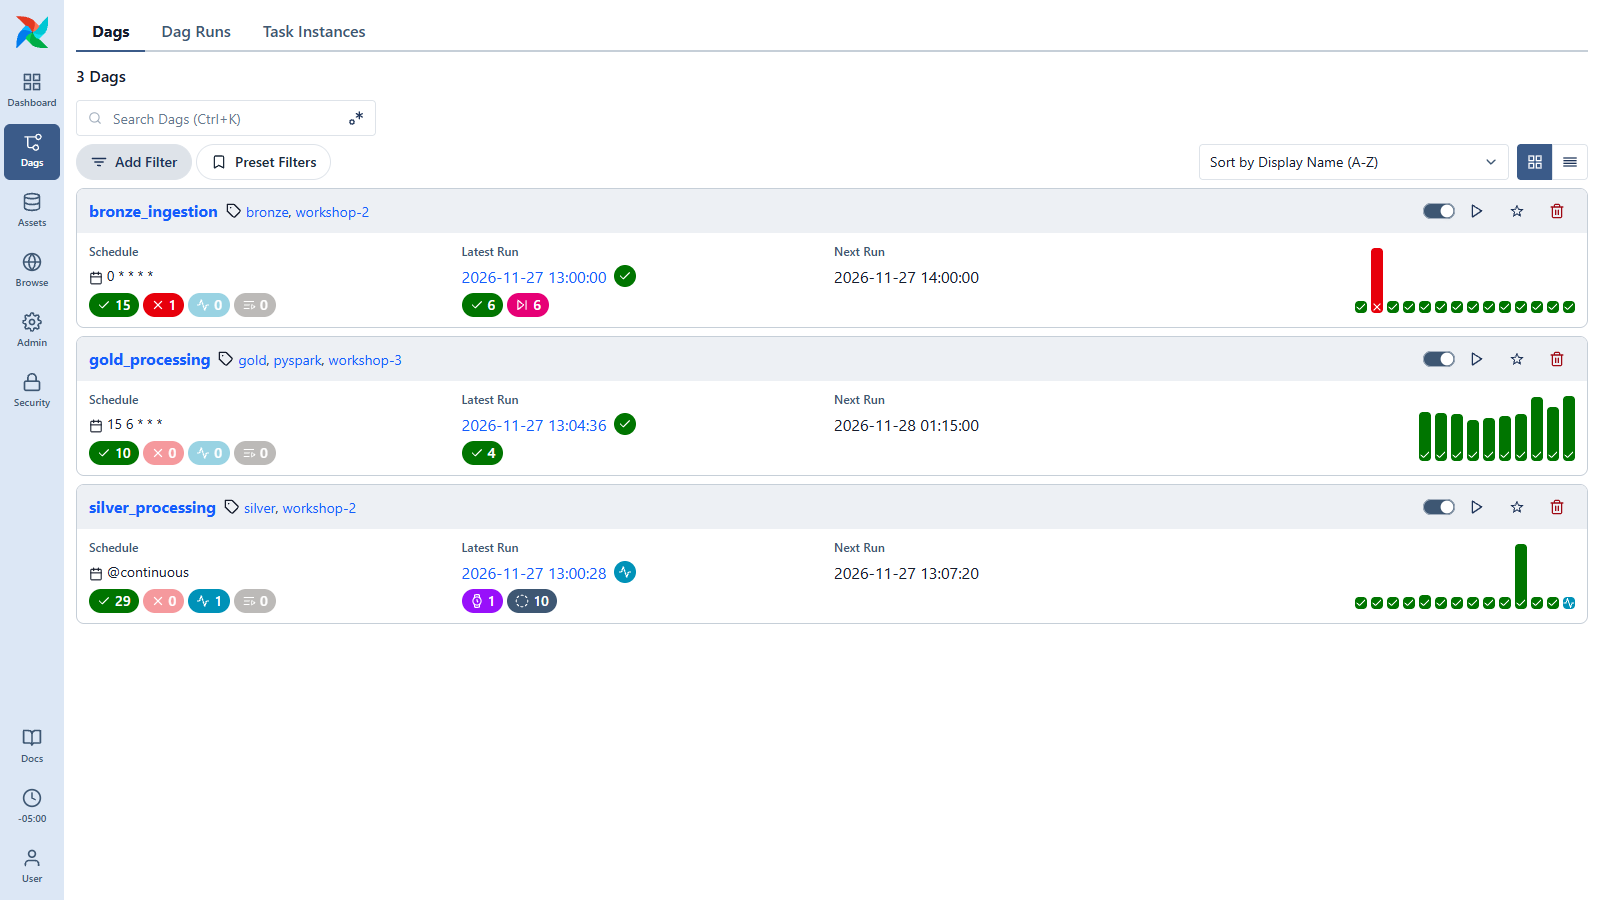 Dags Dag Runs Task Instances
Dashboard
Dags
Assets
Browse
Admin
Security
Docs
-05:00
User
3 Dags
Search Dags (Ctrl+K)
Add Filter Preset Filters Sort by Display Name (A-Z)
bronze_ingestion bronze, workshop-2
Schedule Latest Run Next Run
0 * * * * 2026-11-27 13:00:00 2026-11-27 14:00:00
15 1 0 0 6 6
gold_processing gold, pyspark, workshop-3
Schedule Latest Run Next Run
15 6 * * * 2026-11-27 13:04:36 2026-11-28 01:15:00
10 0 0 0 4
silver_processing silver, workshop-2
Schedule Latest Run Next Run
@continuous 2026-11-27 13:00:28 2026-11-27 13:07:20
29 0 1 0 1 10